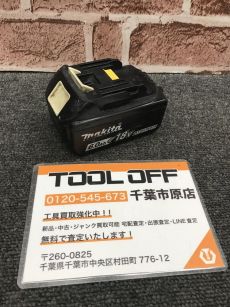 makita
6.0Ah
18V
TOOL OFF
0120-545-673 千葉市原店
工具買取強化中！！
新品・中古・ジャンク買取可能 宅配査定・出張査定・LINE査定
無料で査定いたします！
〒260-0825
千葉県千葉市中央区村田町 776-12